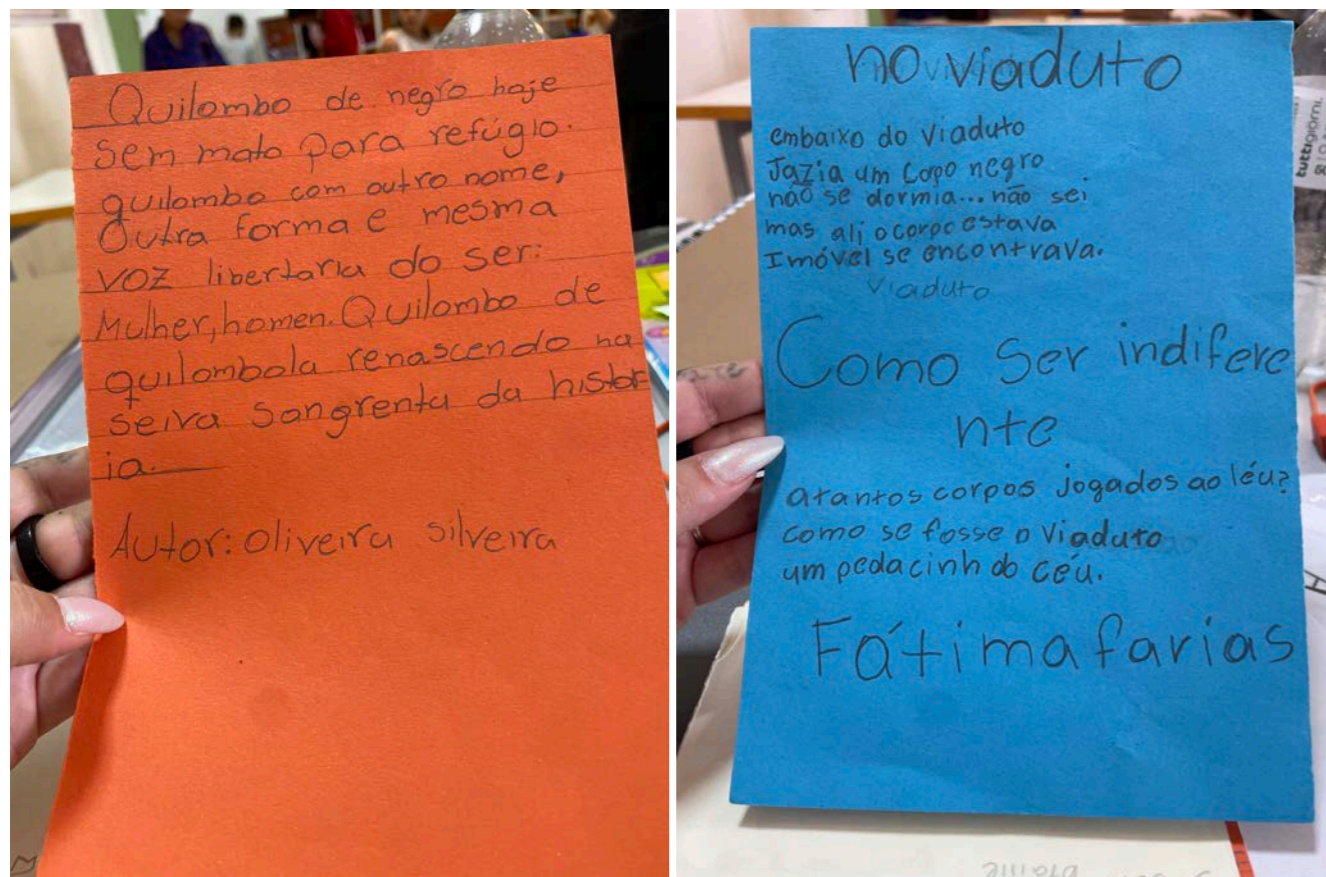 Quilombo de negro hoje
sem mato para refúgio.
quilombo com outro nome,
Outra forma e mesma
voz libertaria do ser:
Mulher, homen. Quilombo de
quilombola renascendo na
seiva sangrenta da histor
ia.
Autor: oliveira silveira
no viaduto
embaixo do viaduto
Jazia um Copo negro
não se dormia... não sei
mas ali o corpo estava
Imóvel se encontrava.
viaduto
Como Ser indifere
nte
a tantos corpos jogados ao léu?
como se fosse o viaduto
um pedacinh do céu.
Fátima farias
tuttigiorni.